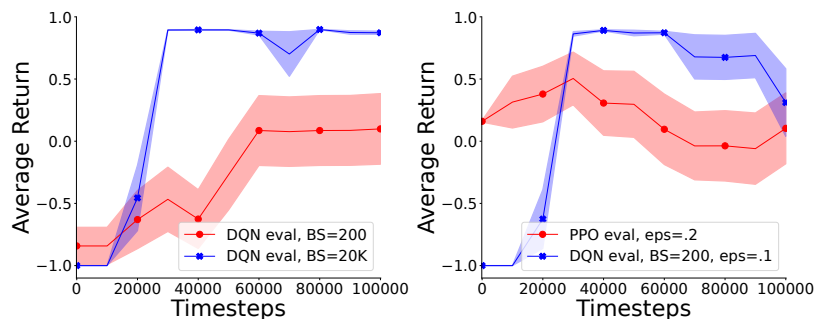 Average Return
1.0
0.5
0.0
−0.5
−1.0
DQN eval, BS=200
DQN eval, BS=20K
0 20000 40000 60000 80000 100000
Timesteps
Average Return
1.0
0.5
0.0
−0.5
−1.0
PPO eval, eps=.2
DQN eval, BS=200, eps=.1
0 20000 40000 60000 80000 100000
Timesteps